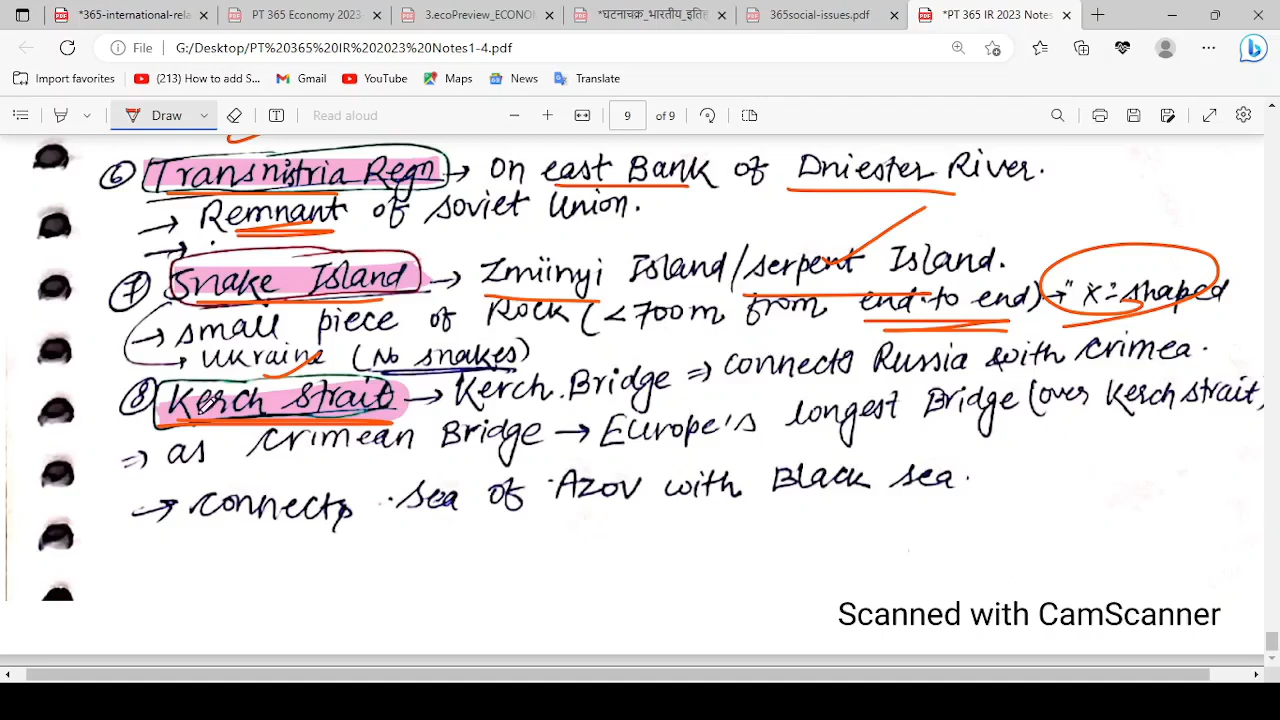 *365-international-rela
PT 365 Economy 2023
3.ecoPreview_ECONO
*घटनाचक्र_भारतीय_इतिह
365social-issues.pdf
*PT 365 IR 2023 Notes
File G:/Desktop/PT%20365%20IR%202023%20Notes1-4.pdf
Import favorites (213) How to add S... Gmail YouTube Maps News Translate
Draw Read aloud 9 of 9
⑥ Transnistria Regn → On east Bank of Dniester River.
→ Remnant of Soviet Union.
⑦ Snake Island → Zmiinyi Island/serpent Island.
→ small piece of Rock (<700m from end to end) → "X"-shaped
→ Ukraine (No snakes)
⑧ Kerch Strait → Kerch Bridge ⇒ connects Russia with Crimea.
⇒ as Crimean Bridge → Europe's longest Bridge (over Kerch strait)
→ connects sea of Azov with Black sea.
Scanned with CamScanner